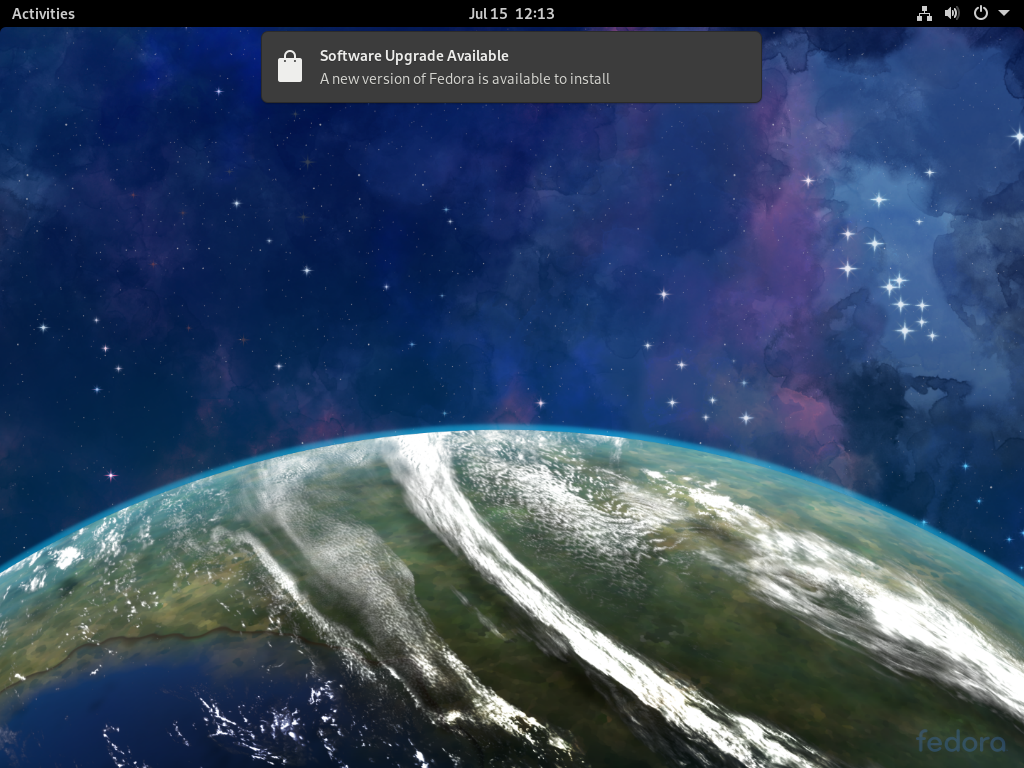 Activities
Jul 15 12:13
Software Upgrade Available
A new version of Fedora is available to install
fedora